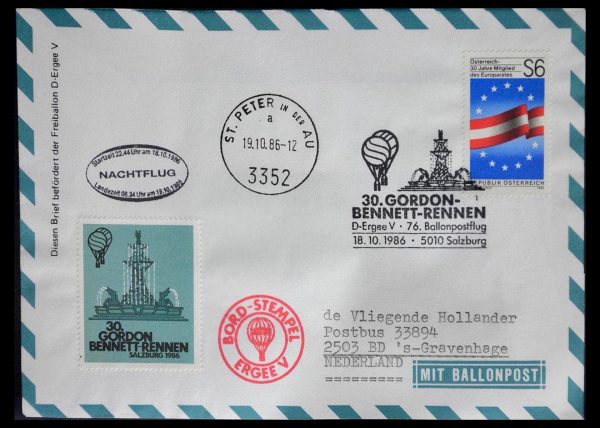 Diesen Brief befördert der Freiballon D-Ergee V
Österreich-
30 Jahre Mitglied
des Europarates
S6
REPUBLIK ÖSTERREICH
ST. PETER IN DER AU
a
19.10.86-12
3352
Startzeit 22.44 Uhr am 18.10.1986
NACHTFLUG
Landezeit 08.34 Uhr am 19.10.1986
30. GORDON-
BENNETT-RENNEN
1
D-Ergee V · 76. Ballonpostflug
18.10.1986 · 5010 Salzburg
30.
GORDON
BENNETT-RENNEN
SALZBURG 1986
BORD-STEMPEL
ERGEE V
de Vliegende Hollander
Postbus 33894
2503 BD 's-Gravenhage
NEDERLAND
MIT BALLONPOST